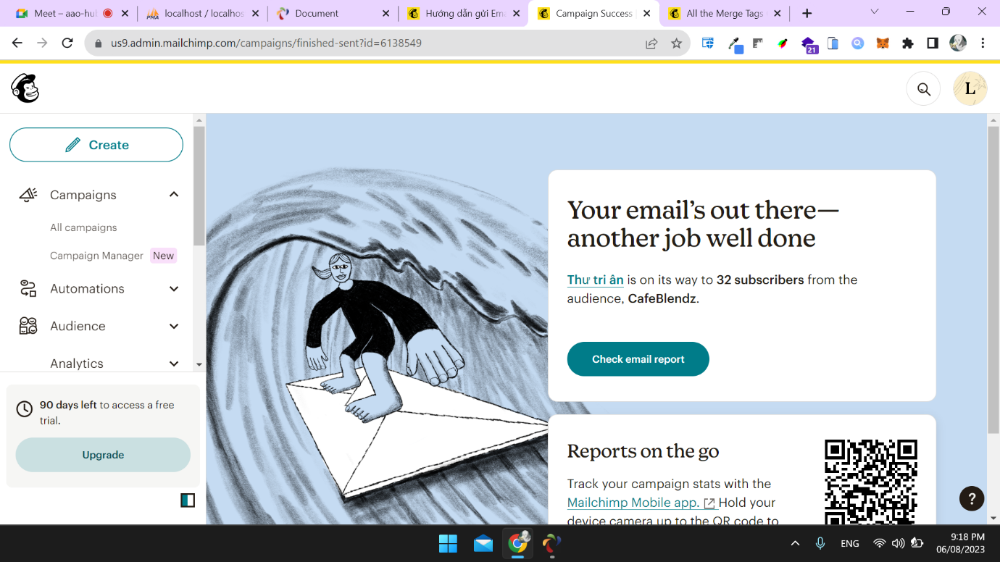 Meet – aao-hul
localhost / localhos
Document
Hướng dẫn gửi Ema
Campaign Success
All the Merge Tags
us9.admin.mailchimp.com/campaigns/finished-sent?id=6138549
21
L
Create
Campaigns
All campaigns
Campaign Manager New
Automations
Audience
Analytics
90 days left to access a free
trial.
Upgrade
Your email’s out there—
another job well done
Thư tri ân is on its way to 32 subscribers from the
audience, CafeBlendz.
Check email report
Reports on the go
Track your campaign stats with the
Mailchimp Mobile app. Hold your
device camera up to the QR code to
?
ENG
9:18 PM
06/08/2023